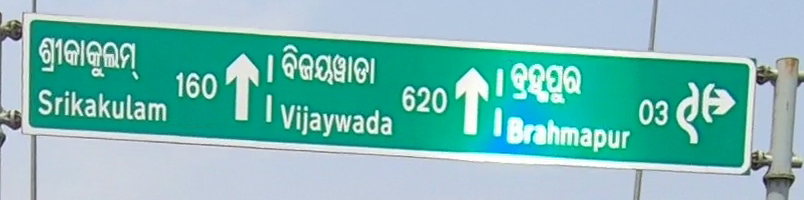 ଶ୍ରୀକାକୁଲମ୍ 160 ବିଜୟୱାଡା 620 ବ୍ରହ୍ମପୁର 03
Srikakulam Vijaywada Brahmapur